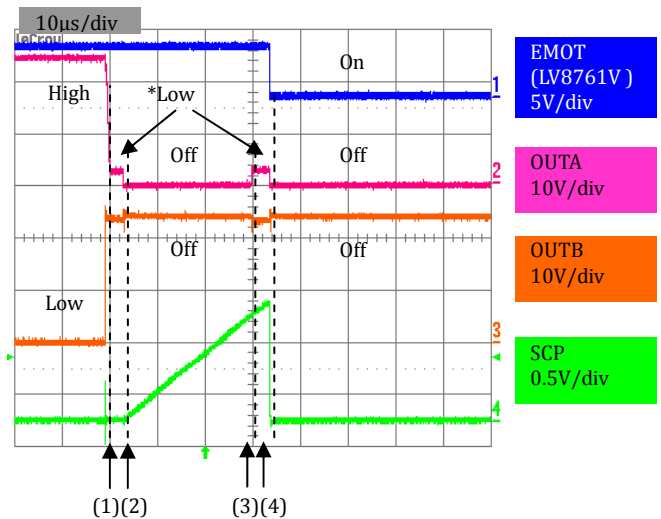 10µs/div
LeCroy
On
High
*Low
Off
Off
Off
Off
Low
1
2
3
4
(1)(2)
(3)(4)
EMOT
(LV8761V )
5V/div
OUTA
10V/div
OUTB
10V/div
SCP
0.5V/div